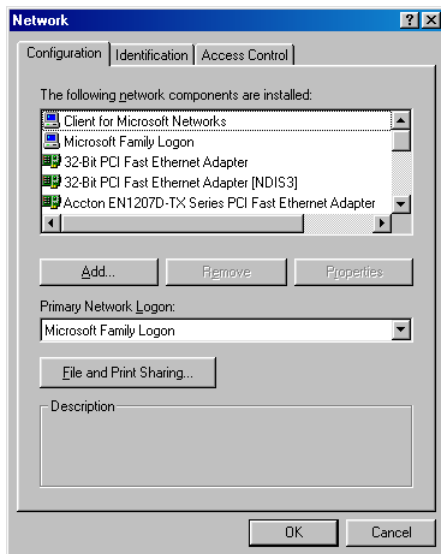 Network
Configuration Identification Access Control
The following network components are installed:
Client for Microsoft Networks
Microsoft Family Logon
32-Bit PCI Fast Ethernet Adapter
32-Bit PCI Fast Ethernet Adapter [NDIS3]
Accton EN1207D-TX Series PCI Fast Ethernet Adapter
Add... Remove Properties
Primary Network Logon:
Microsoft Family Logon
File and Print Sharing...
Description
OK Cancel